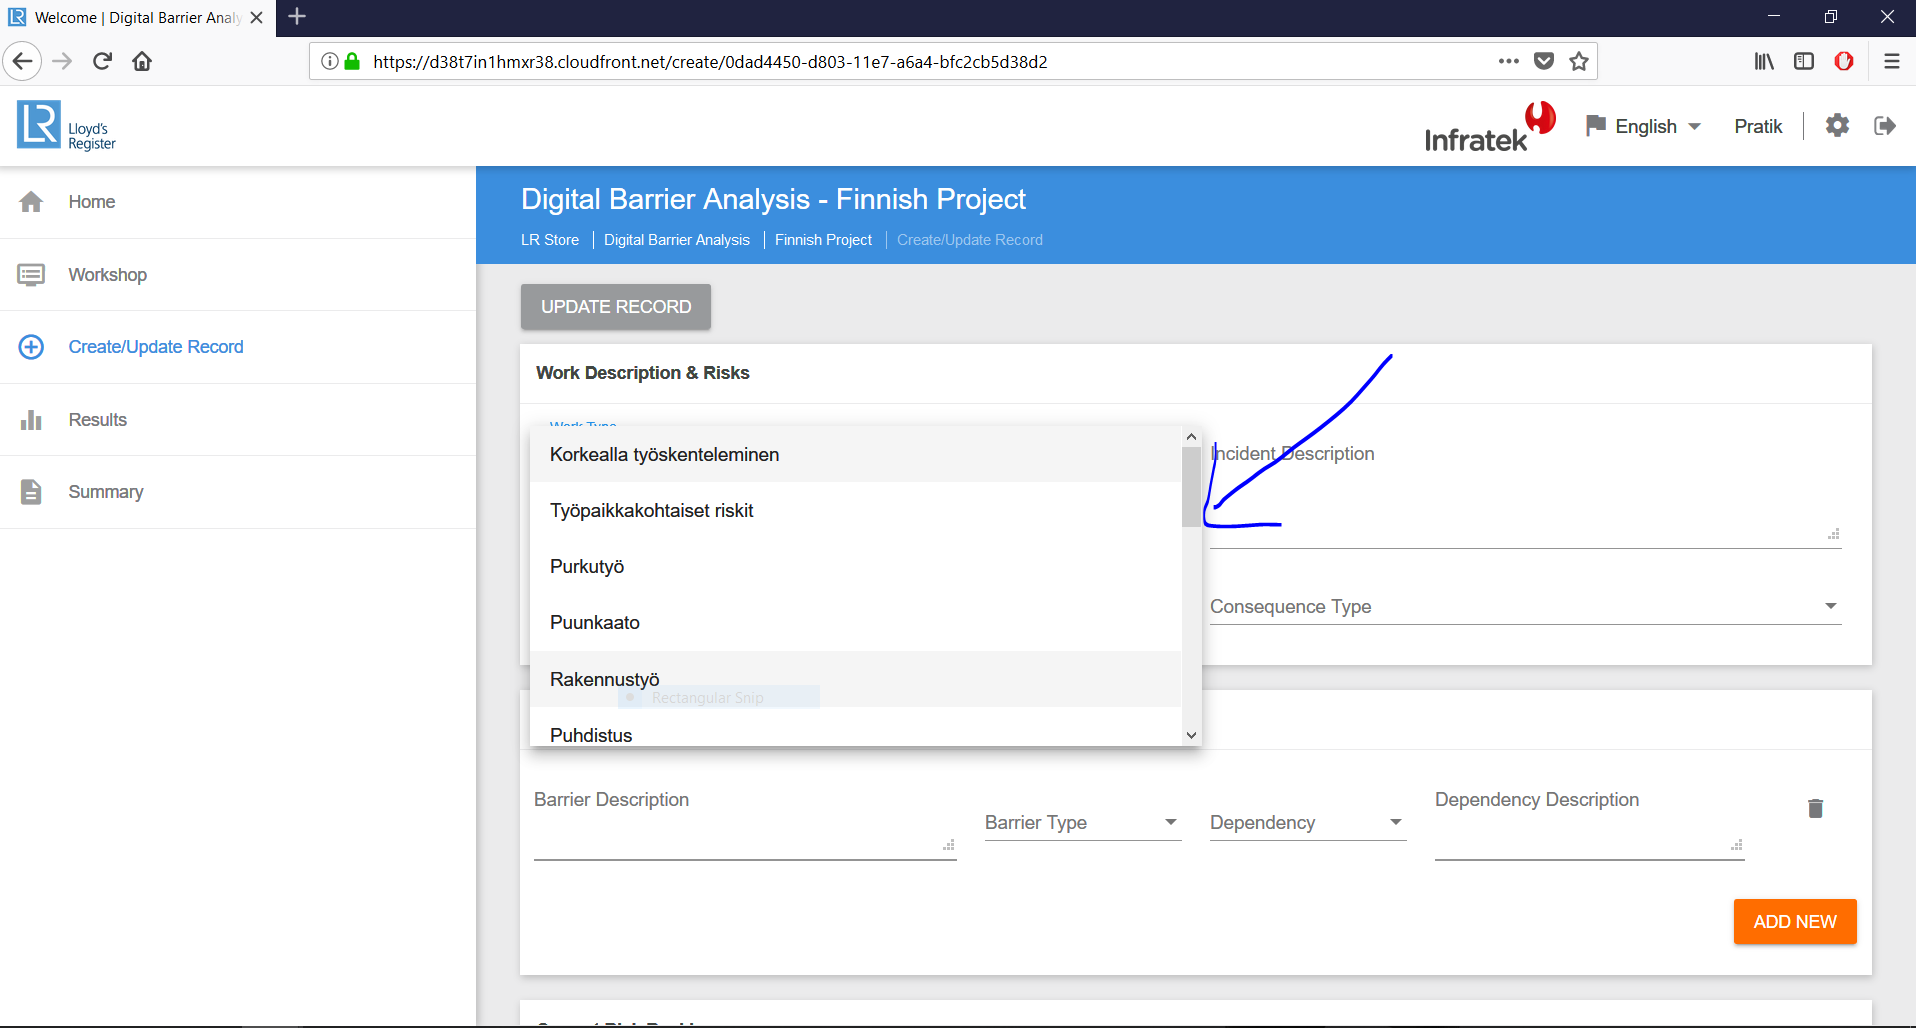 Welcome | Digital Barrier Analy
https://d38t7in1hmxr38.cloudfront.net/create/0dad4450-d803-11e7-a6a4-bfc2cb5d38d2
LR Lloyd's Register
Infratek
English
Pratik
Home
Workshop
Create/Update Record
Results
Summary
Digital Barrier Analysis - Finnish Project
LR Store | Digital Barrier Analysis | Finnish Project | Create/Update Record
UPDATE RECORD
Work Description & Risks
Work Type
Korkealla työskenteleminen
Työpaikkakohtaiset riskit
Purkutyö
Puunkaato
Rakennustyö
Rectangular Snip
Puhdistus
Incident Description
Consequence Type
Barrier Description
Barrier Type
Dependency
Dependency Description
ADD NEW